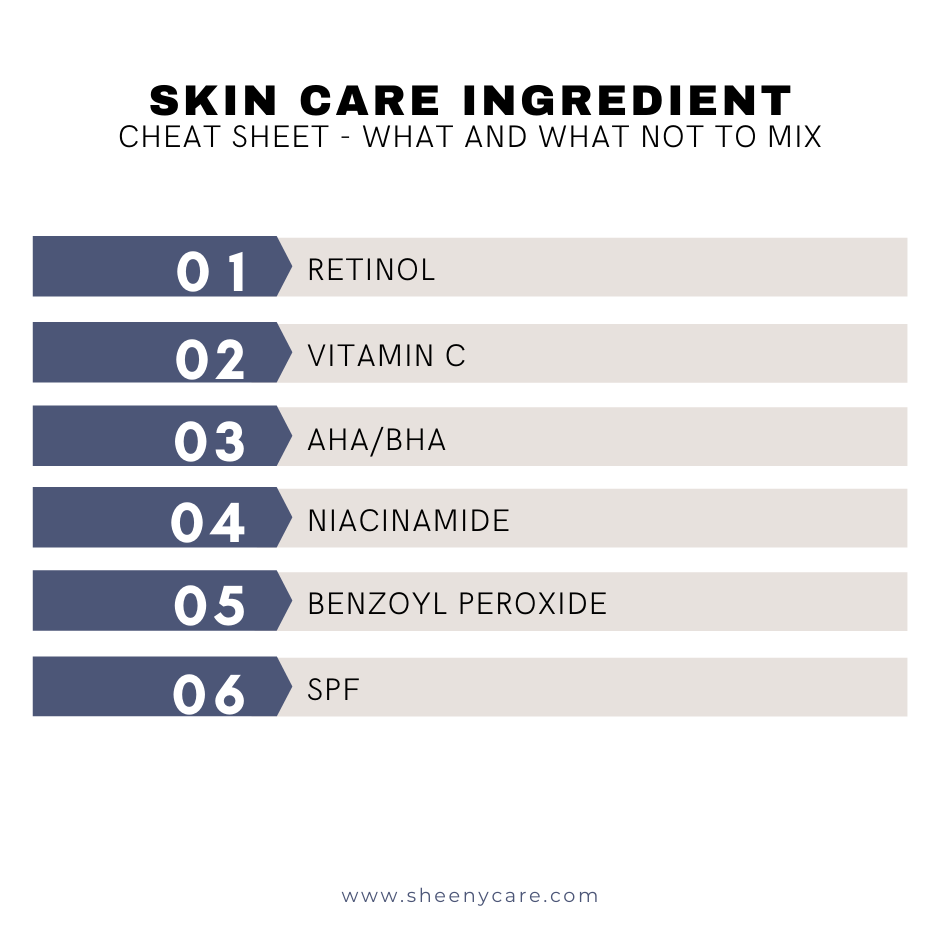 SKIN CARE INGREDIENT
CHEAT SHEET - WHAT AND WHAT NOT TO MIX
01 RETINOL
02 VITAMIN C
03 AHA/BHA
04 NIACINAMIDE
05 BENZOYL PEROXIDE
06 SPF
www.sheenycare.com